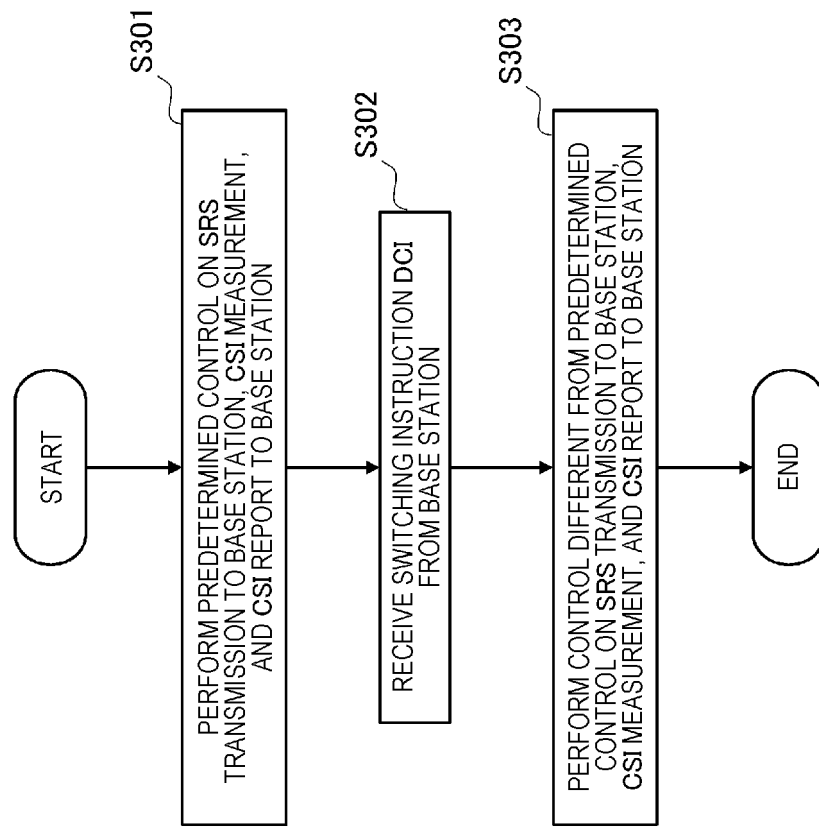 START
S301
PERFORM PREDETERMINED CONTROL ON SRS
TRANSMISSION TO BASE STATION, CSI MEASUREMENT,
AND CSI REPORT TO BASE STATION
S302
RECEIVE SWITCHING INSTRUCTION DCI
FROM BASE STATION
S303
PERFORM CONTROL DIFFERENT FROM PREDETERMINED
CONTROL ON SRS TRANSMISSION TO BASE STATION,
CSI MEASUREMENT, AND CSI REPORT TO BASE STATION
END